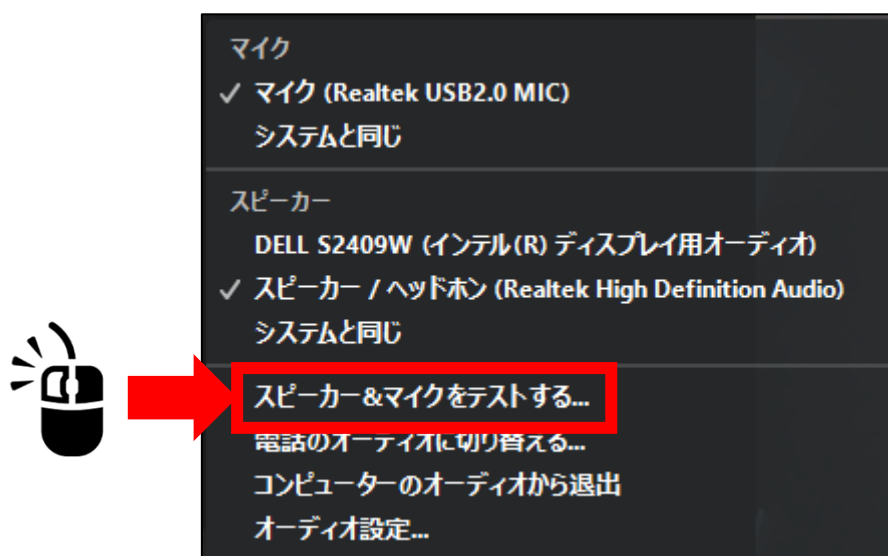 マイク
マイク (Realtek USB2.0 MIC)
システムと同じ
スピーカー
DELL S2409W (インテル(R) ディスプレイ用オーディオ)
スピーカー / ヘッドホン (Realtek High Definition Audio)
システムと同じ
スピーカー&マイクをテストする...
電話のオーディオに切り替える...
コンピューターのオーディオから退出
オーディオ設定...